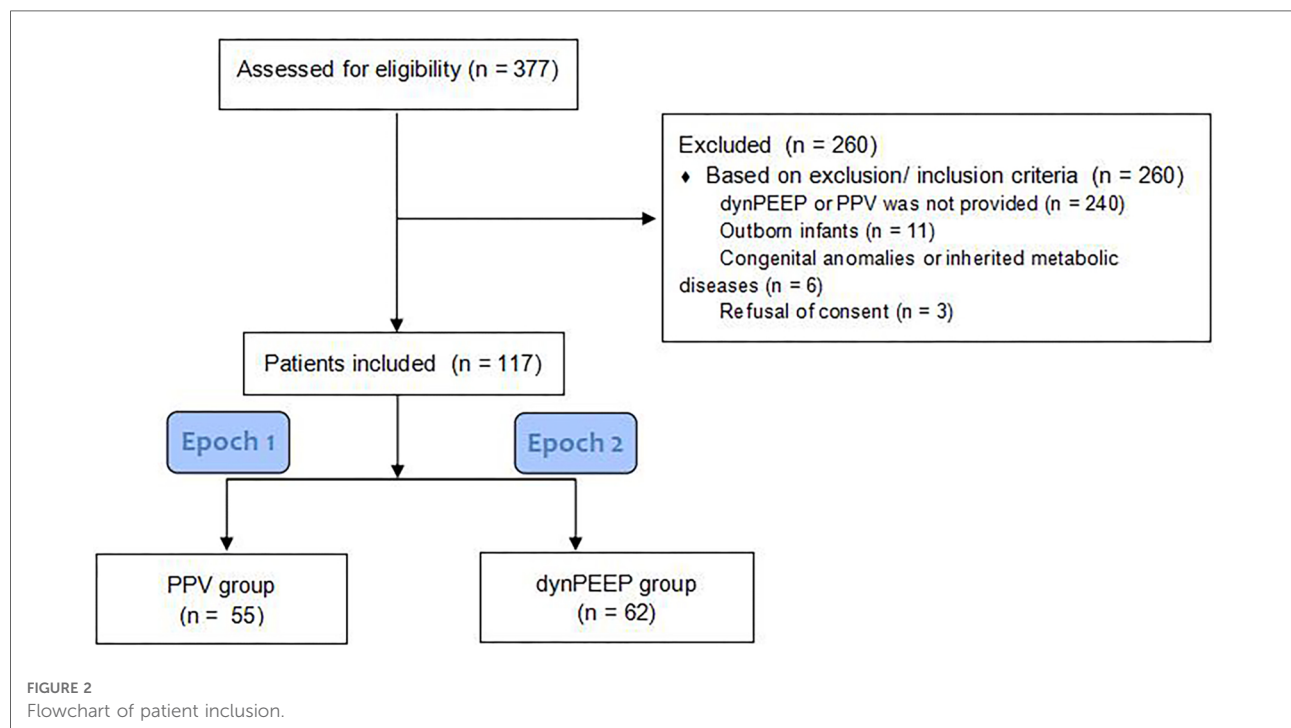 Assessed for eligibility (n = 377)
Excluded (n = 260)
♦ Based on exclusion/ inclusion criteria (n = 260)
dynPEEP or PPV was not provided (n = 240)
Outborn infants (n = 11)
Congenital anomalies or inherited metabolic
diseases (n = 6)
Refusal of consent (n = 3)
Patients included (n = 117)
Epoch 1
Epoch 2
PPV group
(n = 55)
dynPEEP group
(n = 62)
FIGURE 2
Flowchart of patient inclusion.